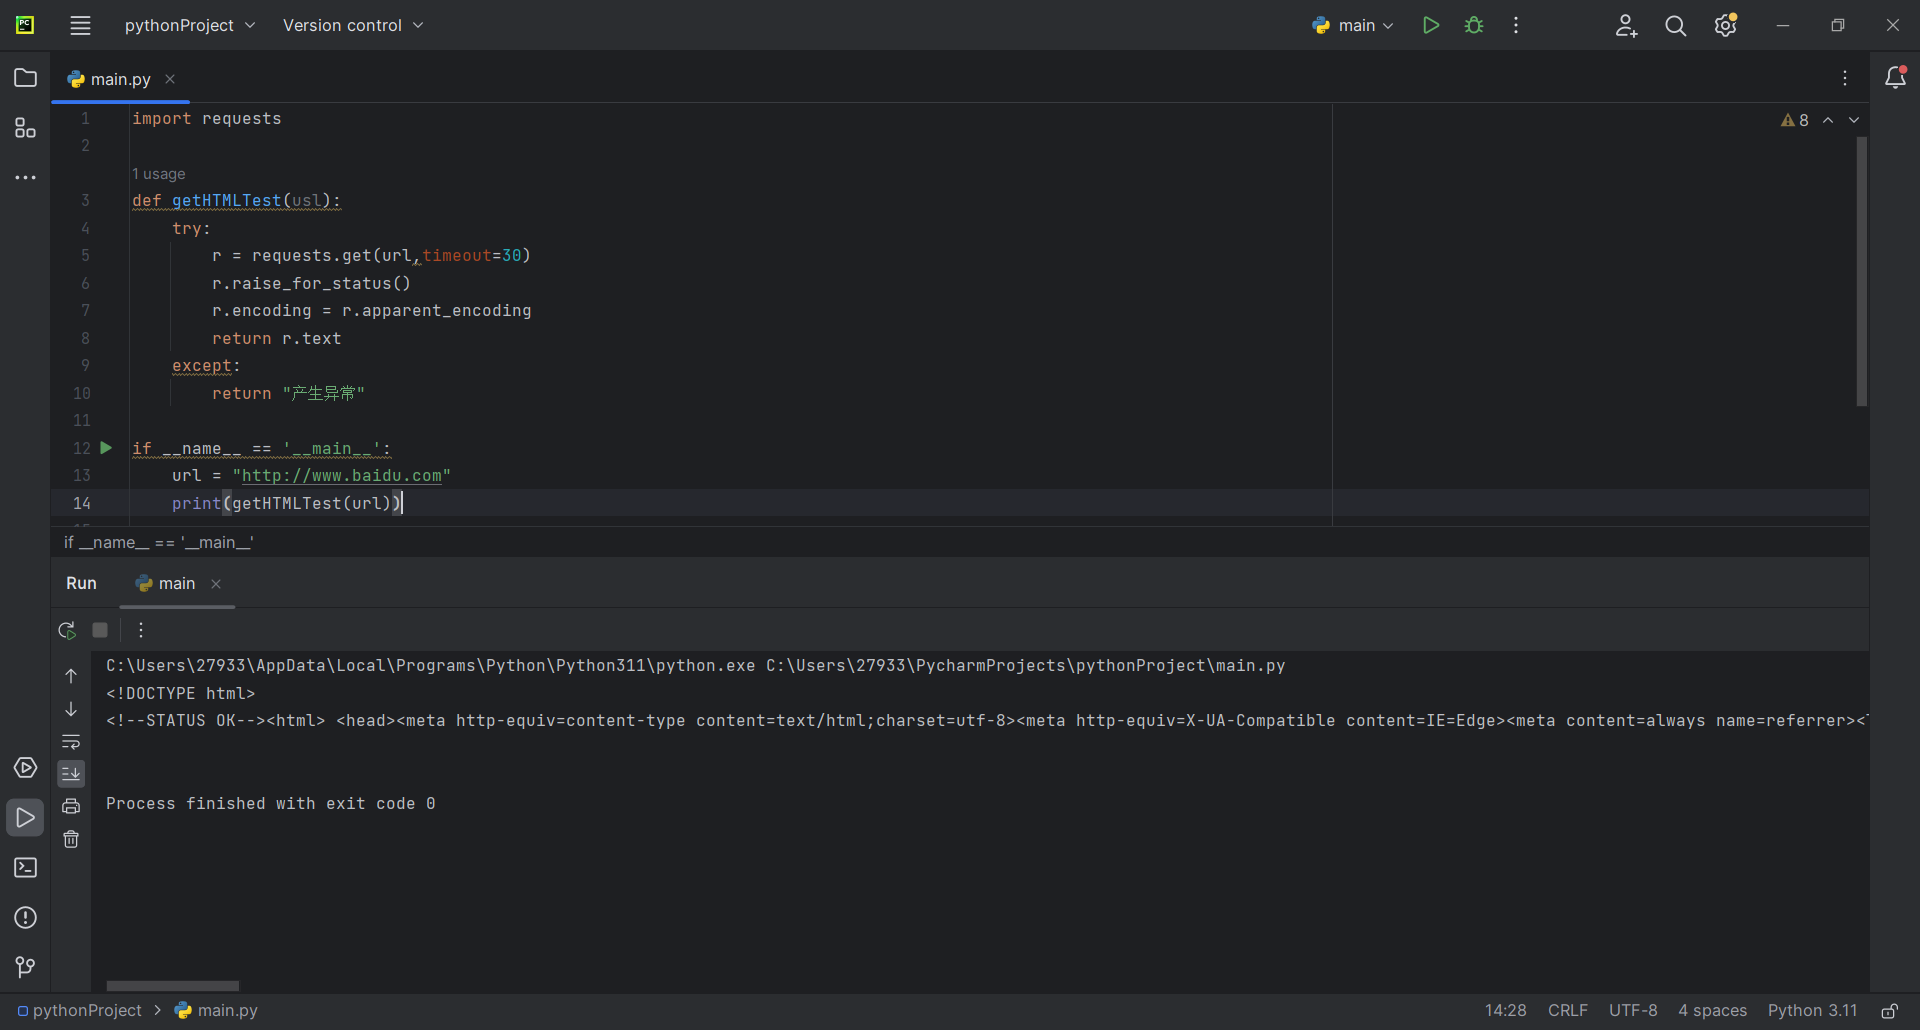 PC
pythonProject
Version control
main
main.py
8
1 import requests
2
1 usage
3 def getHTMLTest(usl):
4 try:
5 r = requests.get(url,timeout=30)
6 r.raise_for_status()
7 r.encoding = r.apparent_encoding
8 return r.text
9 except:
10 return "产生异常"
11
12 if __name__ == '__main__':
13 url = "http://www.baidu.com"
14 print(getHTMLTest(url))
if __name__ == '__main__'
Run
main
C:\Users\27933\AppData\Local\Programs\Python\Python311\python.exe C:\Users\27933\PycharmProjects\pythonProject\main.py
<!DOCTYPE html>
<!--STATUS OK--><html> <head><meta http-equiv=content-type content=text/html;charset=utf-8><meta http-equiv=X-UA-Compatible content=IE=Edge><meta content=always name=referrer><
Process finished with exit code 0
pythonProject > main.py
14:28 CRLF UTF-8 4 spaces Python 3.11